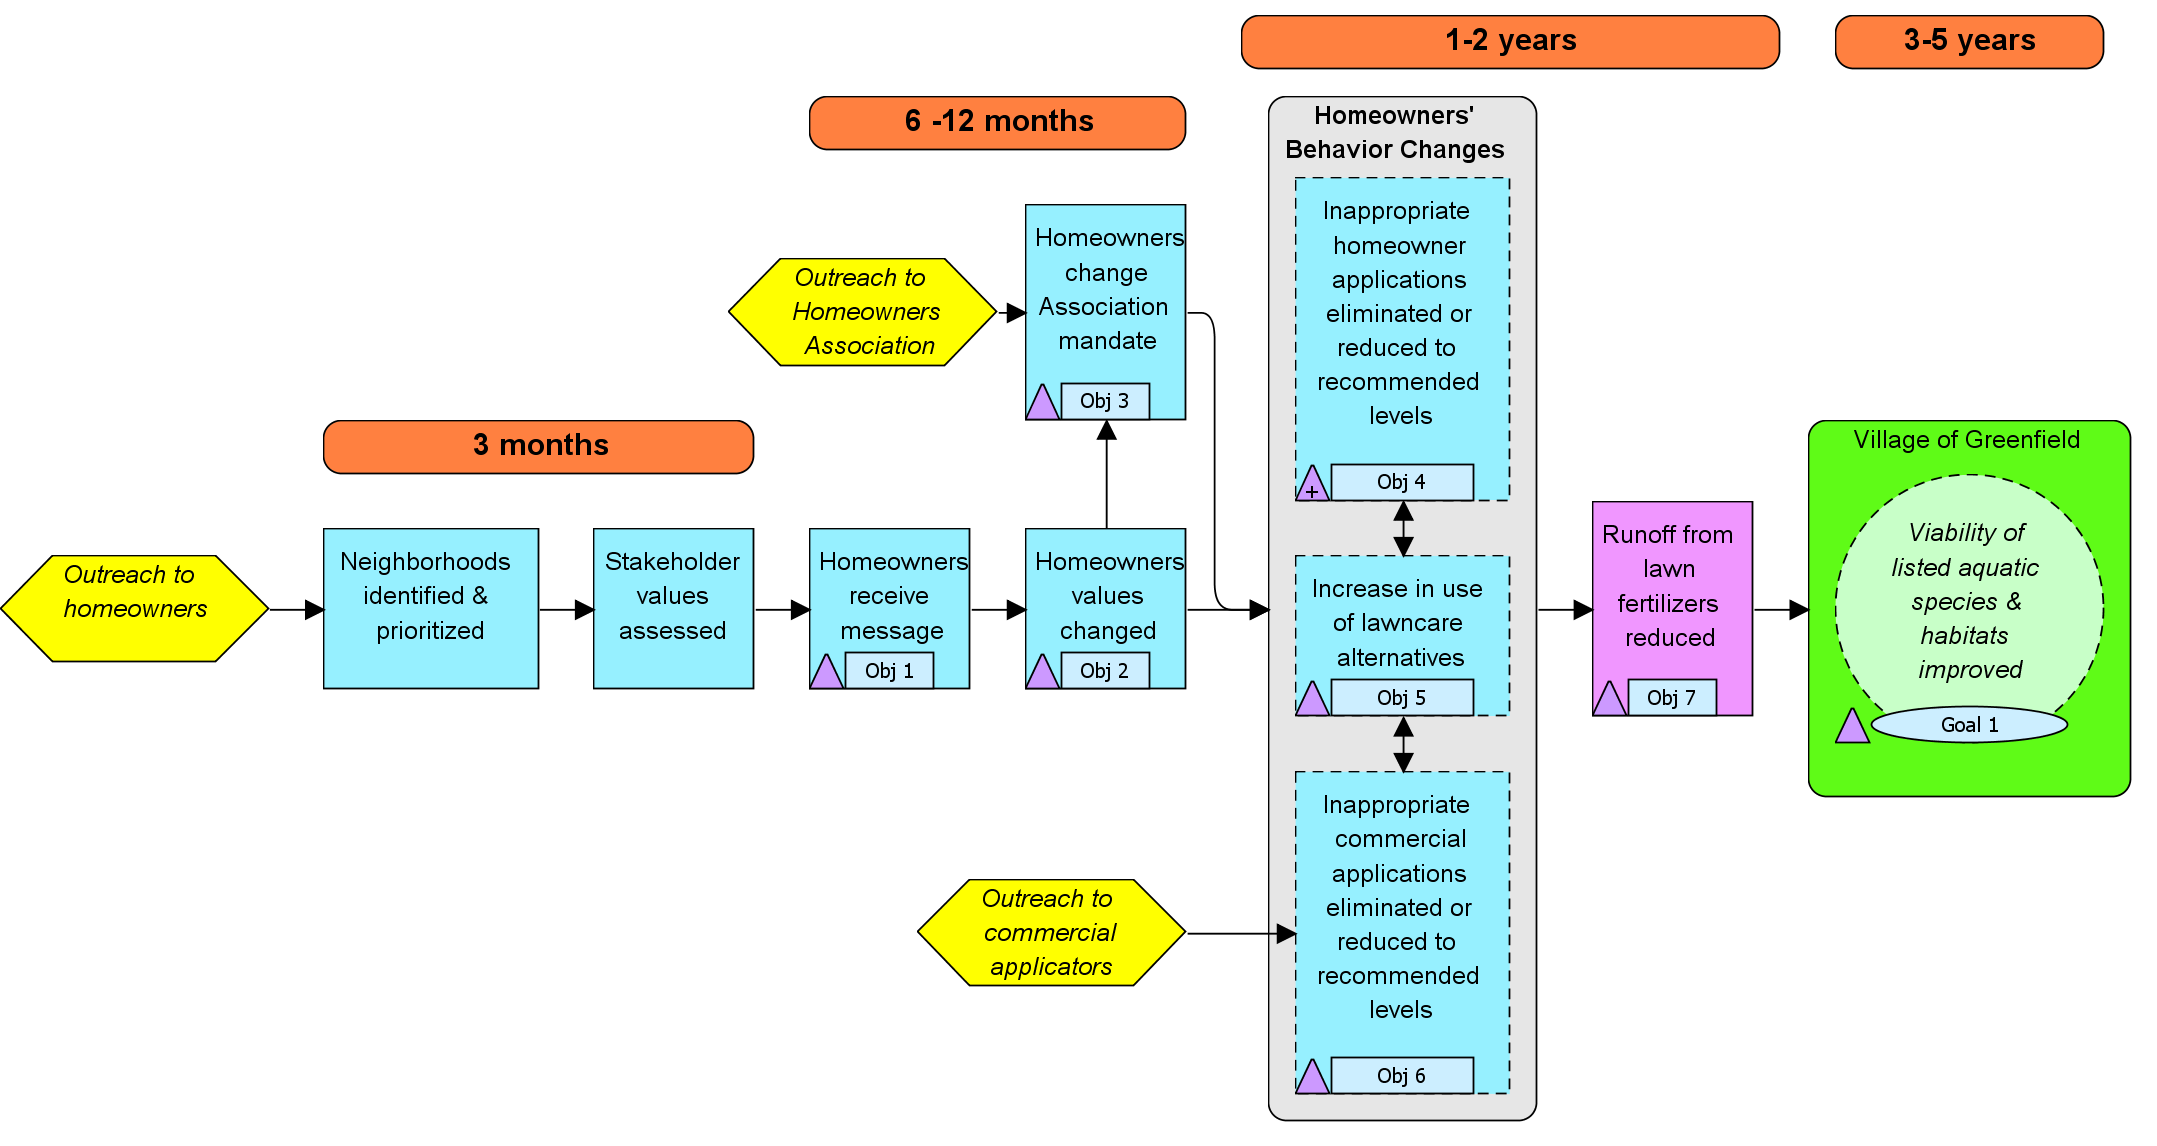 1-2 years
3-5 years
6 -12 months
Homeowners'
Behavior Changes
Inappropriate
homeowner
applications
eliminated or
reduced to
recommended
levels
Obj 4
Homeowners
change
Association
mandate
Obj 3
Outreach to
Homeowners
Association
3 months
Outreach to
homeowners
Neighborhoods
identified &
prioritized
Stakeholder
values
assessed
Homeowners
receive
message
Obj 1
Homeowners
values
changed
Obj 2
Increase in use
of lawncare
alternatives
Obj 5
Runoff from
lawn
fertilizers
reduced
Obj 7
Village of Greenfield
Viability of
listed aquatic
species &
habitats
improved
Goal 1
Outreach to
commercial
applicators
Inappropriate
commercial
applications
eliminated or
reduced to
recommended
levels
Obj 6